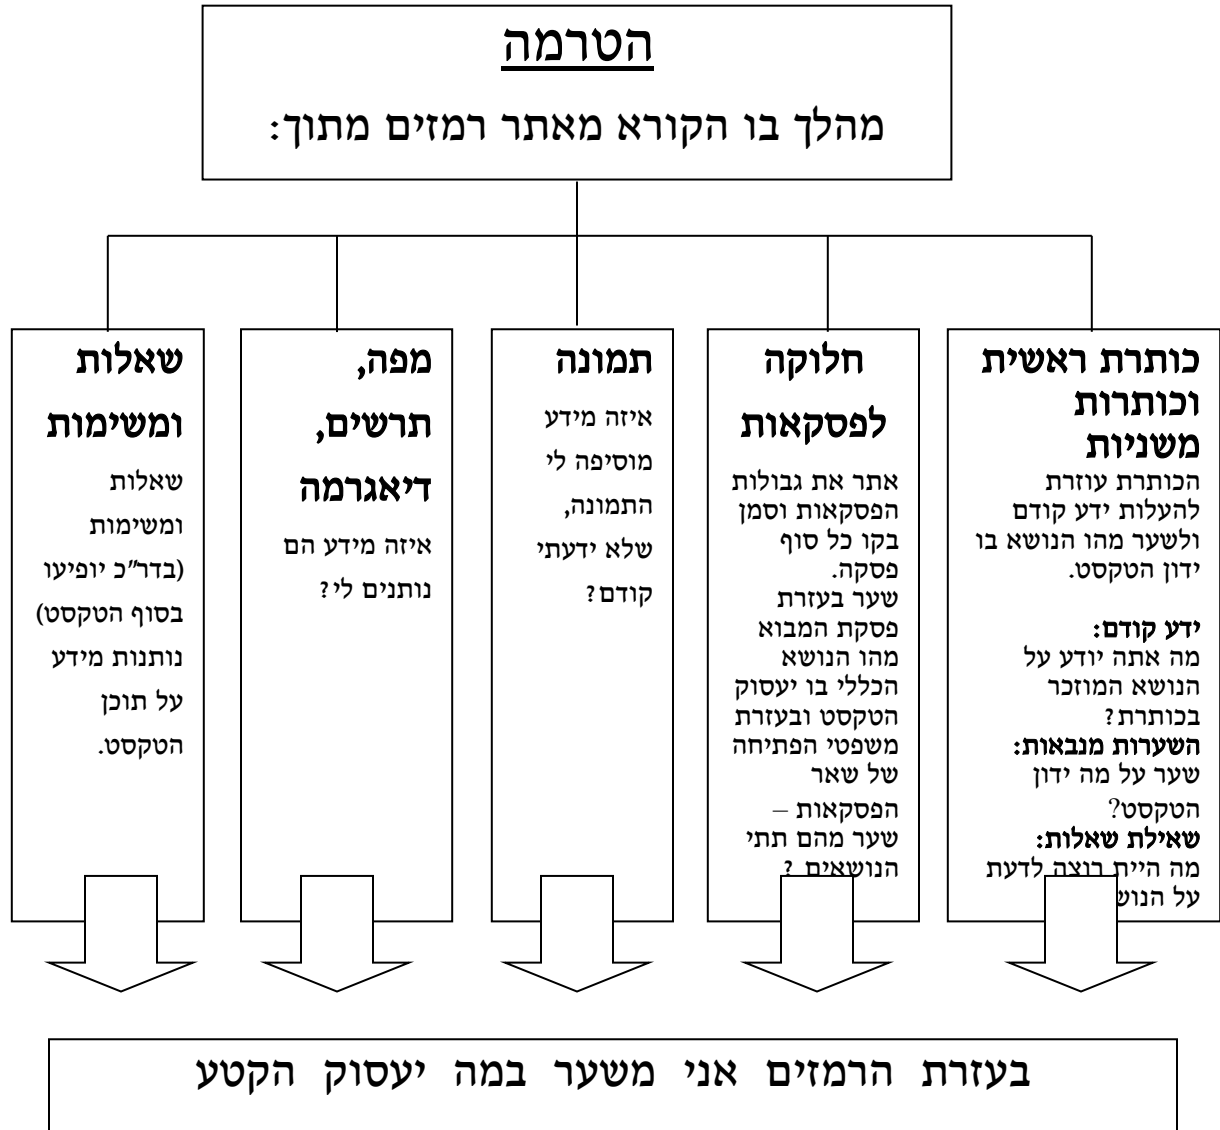 הטרמה
מהלך בו הקורא מאתר רמזים מתוך:
כותרת ראשית
וכותרות
משניות
הכותרת עוזרת
להעלות ידע קודם
ולשער מהו הנושא בו
ידון הטקסט.
ידע קודם:
מה אתה יודע על
הנושא המוזכר
בכותרת?
השערות מנבאות:
שער על מה ידון
הטקסט?
שאילת שאלות:
מה היית רוצה לדעת
על
חלוקה
לפסקאות
אתר את גבולות
הפסקאות וסמן
בקו כל סוף
פסקה.
שער בעזרת
פסקת המבוא
מהו הנושא
הכללי בו יעסוק
הטקסט ובעזרת
משפטי הפתיחה
של שאר
הפסקאות –
שער מהם תתי
הנושאים ?
תמונה
איזה מידע
מוסיפה לי
התמונה,
שלא ידעתי
קודם?
מפה,
תרשים,
דיאגרמה
איזה מידע הם
נותנים לי?
שאלות
ומשימות
שאלות
ומשימות
(בדר"כ יופיעו
בסוף הטקסט)
נותנות מידע
על תוכן
הטקסט.
בעזרת הרמזים אני משער במה יעסוק הקטע